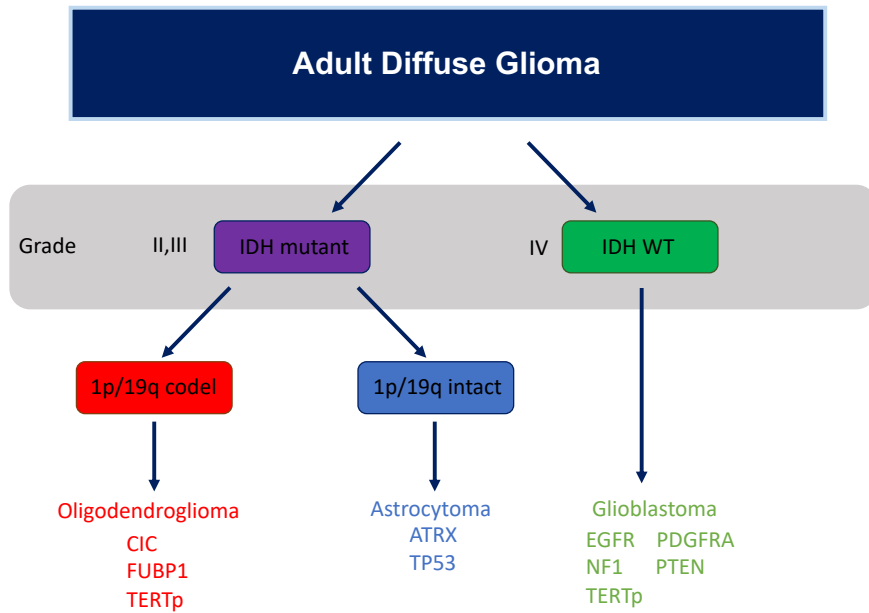 Adult Diffuse Glioma
Grade II,III IDH mutant IV IDH WT
1p/19q codel 1p/19q intact
Oligodendroglioma
CIC
FUBP1
TERTp
Astrocytoma
ATRX
TP53
Glioblastoma
EGFR PDGFRA
NF1 PTEN
TERTp